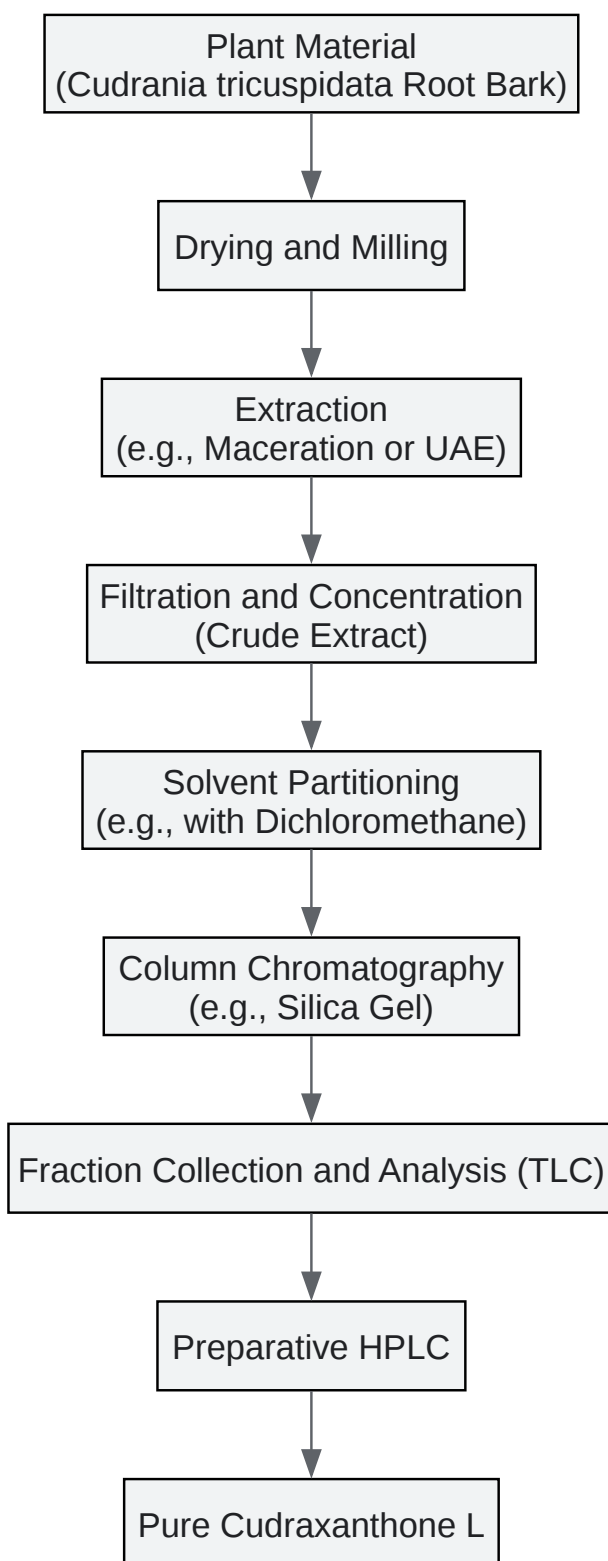 Plant Material
(Cudrania tricuspidata Root Bark)
Drying and Milling
Extraction
(e.g., Maceration or UAE)
Filtration and Concentration
(Crude Extract)
Solvent Partitioning
(e.g., with Dichloromethane)
Column Chromatography
(e.g., Silica Gel)
Fraction Collection and Analysis (TLC)
Preparative HPLC
Pure Cudraxanthone L